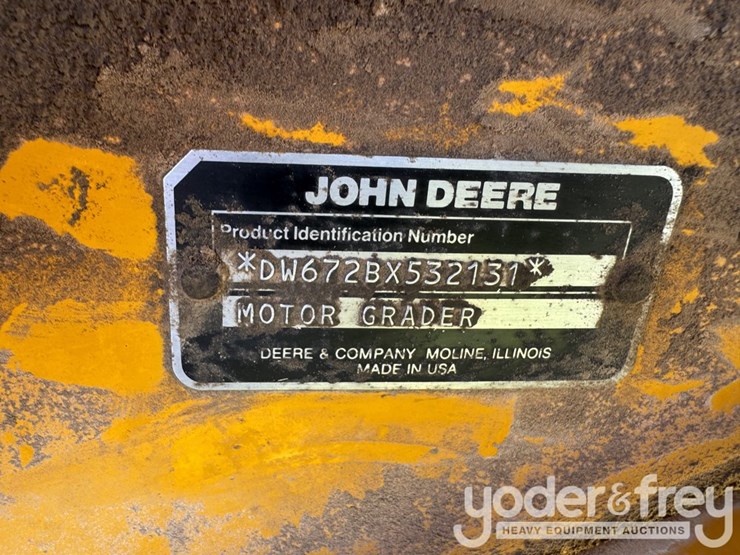 JOHN DEERE
Product Identification Number
*DW672BX532131*
MOTOR GRADER
DEERE & COMPANY MOLINE, ILLINOIS
MADE IN USA
yoder&frey
HEAVY EQUIPMENT AUCTIONS